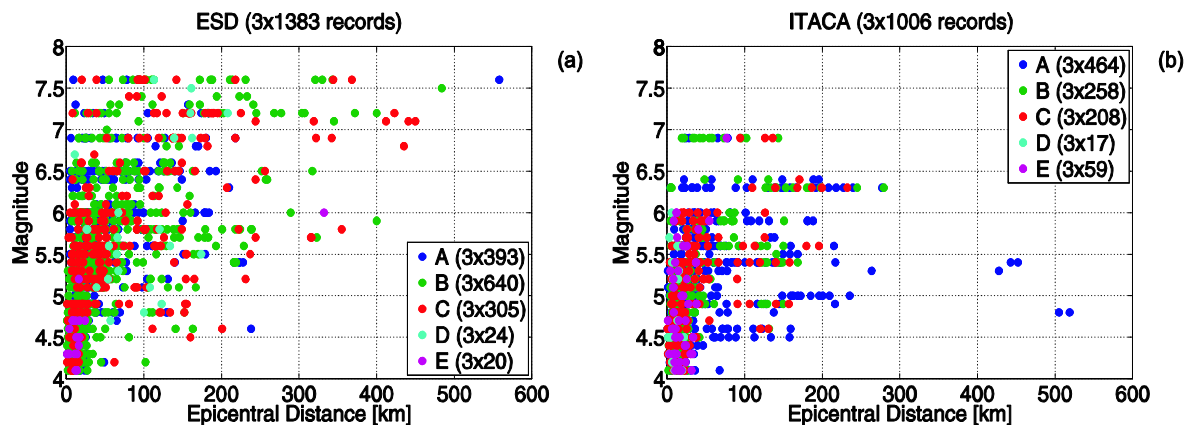 ESD (3x1383 records)
8
7.5
7
6.5
6
5.5
5
4.5
4
Magnitude
0 100 200 300 400 500 600
Epicentral Distance [km]
A (3x393)
B (3x640)
C (3x305)
D (3x24)
E (3x20)
(a)
ITACA (3x1006 records)
8
7.5
7
6.5
6
5.5
5
4.5
4
Magnitude
0 100 200 300 400 500 600
Epicentral Distance [km]
A (3x464)
B (3x258)
C (3x208)
D (3x17)
E (3x59)
(b)